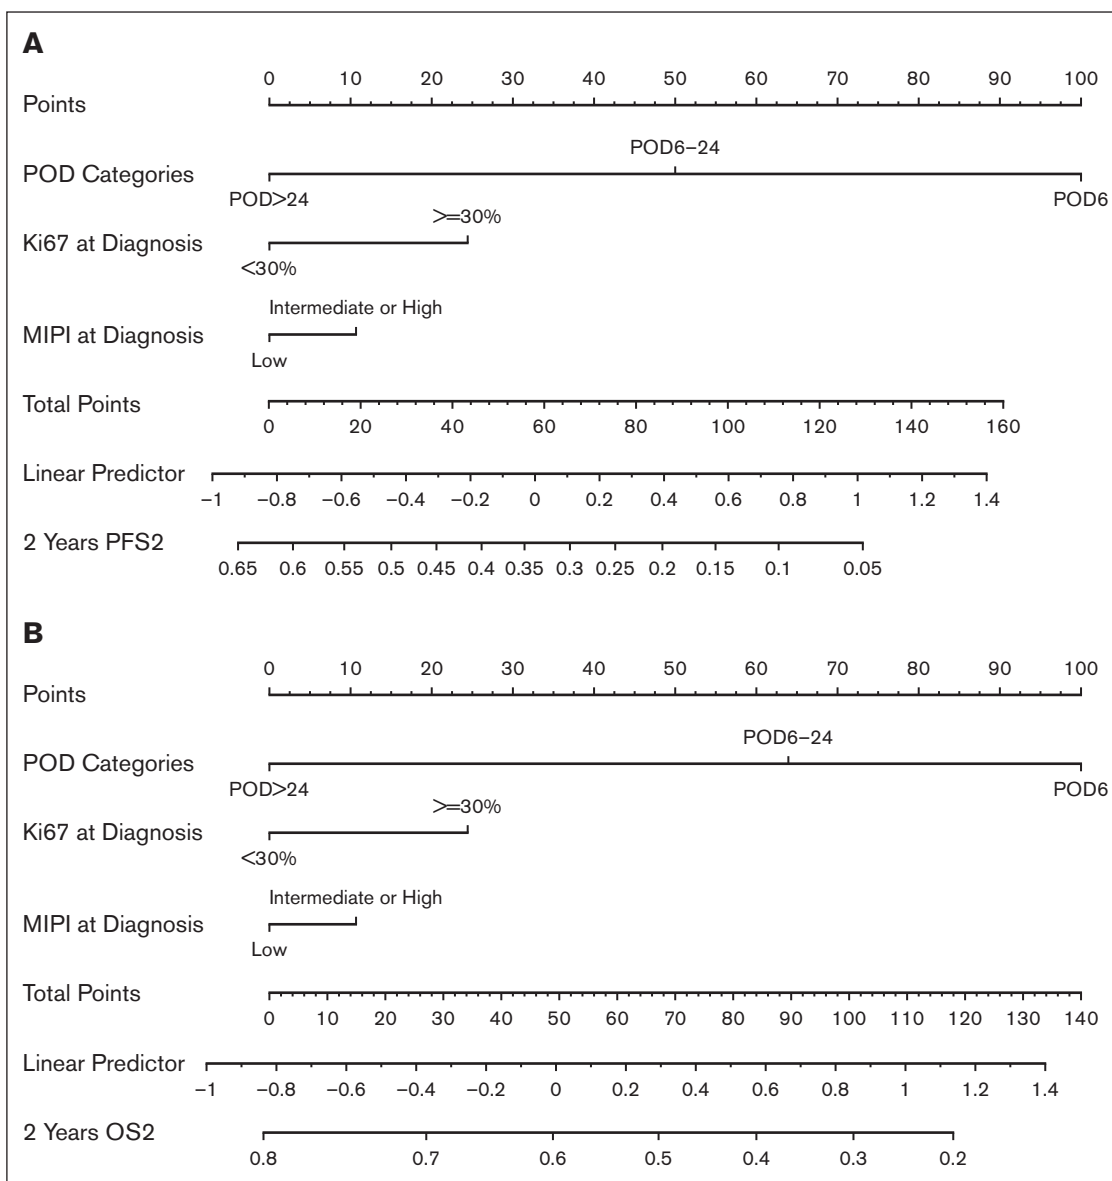 A
0 10 20 30 40 50 60 70 80 90 100
Points
POD6–24
POD Categories
POD>24 POD6
>=30%
Ki67 at Diagnosis
<30%
Intermediate or High
MIPI at Diagnosis
Low
Total Points
0 20 40 60 80 100 120 140 160
Linear Predictor
−1 −0.8 −0.6 −0.4 −0.2 0 0.2 0.4 0.6 0.8 1 1.2 1.4
2 Years PFS2
0.65 0.6 0.55 0.5 0.45 0.4 0.35 0.3 0.25 0.2 0.15 0.1 0.05
B
0 10 20 30 40 50 60 70 80 90 100
Points
POD6–24
POD Categories
POD>24 POD6
>=30%
Ki67 at Diagnosis
<30%
Intermediate or High
MIPI at Diagnosis
Low
Total Points
0 10 20 30 40 50 60 70 80 90 100 110 120 130 140
Linear Predictor
−1 −0.8 −0.6 −0.4 −0.2 0 0.2 0.4 0.6 0.8 1 1.2 1.4
2 Years OS2
0.8 0.7 0.6 0.5 0.4 0.3 0.2